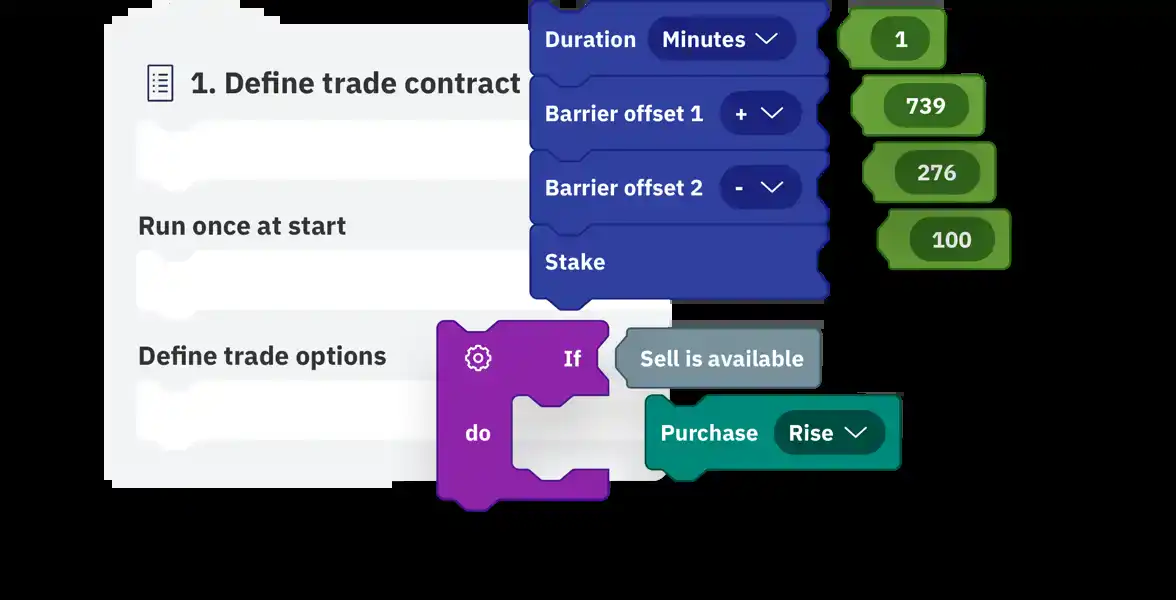 Duration Minutes 1
1. Define trade contract
Barrier offset 1 + 739
Barrier offset 2 - 276
Run once at start
Stake 100
Define trade options
If Sell is available
do Purchase Rise